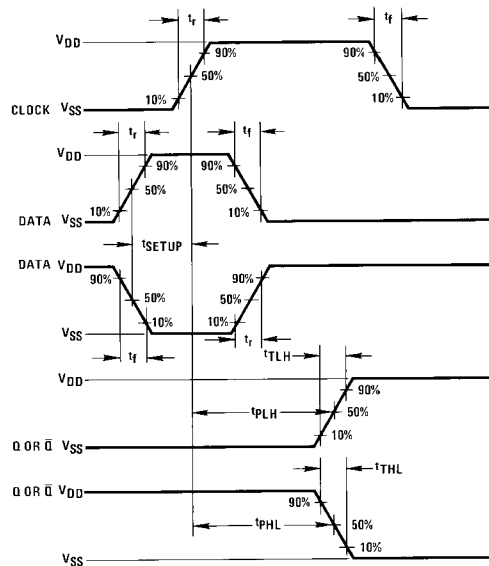 tr
tf
VDD
90%
90%
50%
50%
10%
10%
CLOCK VSS
tr
tf
VDD
90%
90%
50%
50%
10%
10%
DATA VSS
tSETUP
DATA VDD
90%
90%
50%
50%
10%
10%
VSS
tf
tr
tTLH
VDD
90%
tPLH
50%
10%
Q OR Q̅ VSS
tTHL
Q OR Q̅ VDD
90%
tPHL
50%
10%
VSS